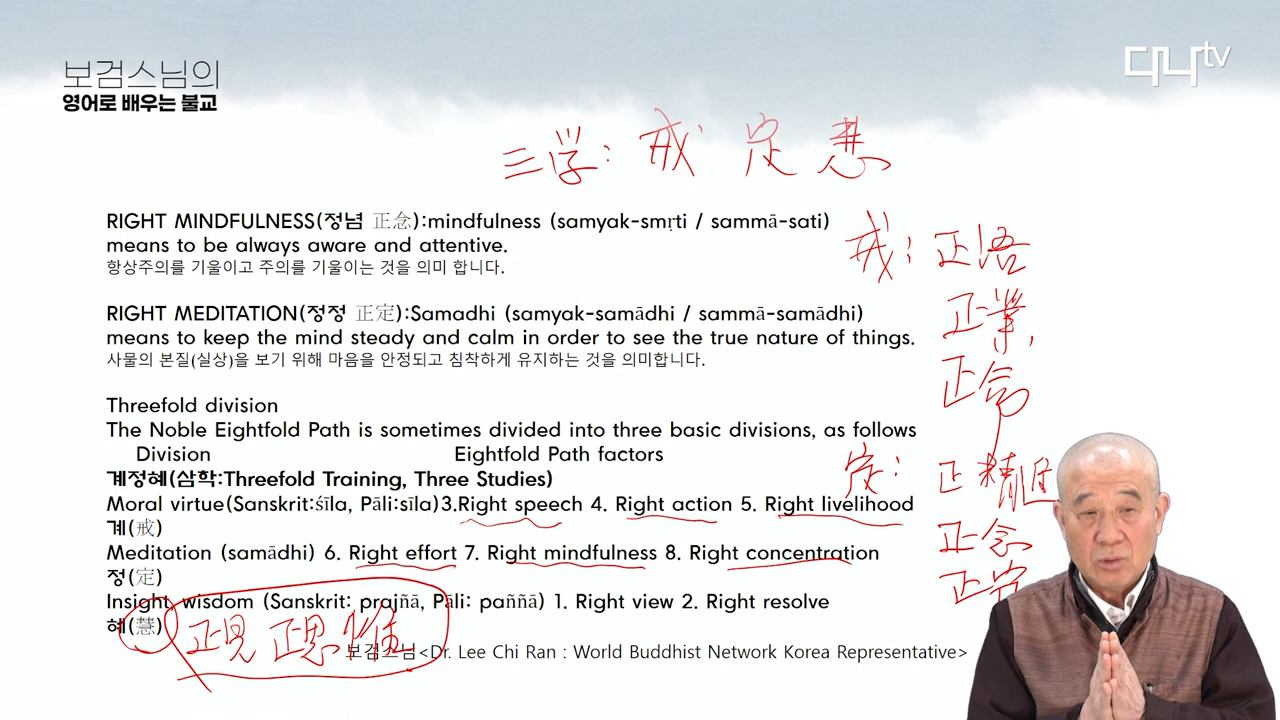 보검스님의
영어로 배우는 불교
tv
三学: 戒 定 慧
RIGHT MINDFULNESS(정념 正念):mindfulness (samyak-smṛti / sammā-sati)
means to be always aware and attentive.
항상주의를 기울이고 주의를 기울이는 것을 의미 합니다.
RIGHT MEDITATION(정정 正定):Samadhi (samyak-samādhi / sammā-samādhi)
means to keep the mind steady and calm in order to see the true nature of things.
사물의 본질(실상)을 보기 위해 마음을 안정되고 침착하게 유지하는 것을 의미합니다.
Threefold division
The Noble Eightfold Path is sometimes divided into three basic divisions, as follows
Division Eightfold Path factors
계정혜(삼학:Threefold Training, Three Studies)
Moral virtue(Sanskrit:śīla, Pāli:sīla)3.Right speech 4. Right action 5. Right livelihood
계(戒)
Meditation (samādhi) 6. Right effort 7. Right mindfulness 8. Right concentration
정(定)
Insight, wisdom (Sanskrit: prajñā, Pāli: paññā) 1. Right view 2. Right resolve
혜(慧)
正見 正思惟
보검스님<Dr. Lee Chi Ran : World Buddhist Network Korea Representative>
戒: 正語
正業,
正命
定: 正精進
正念
正定